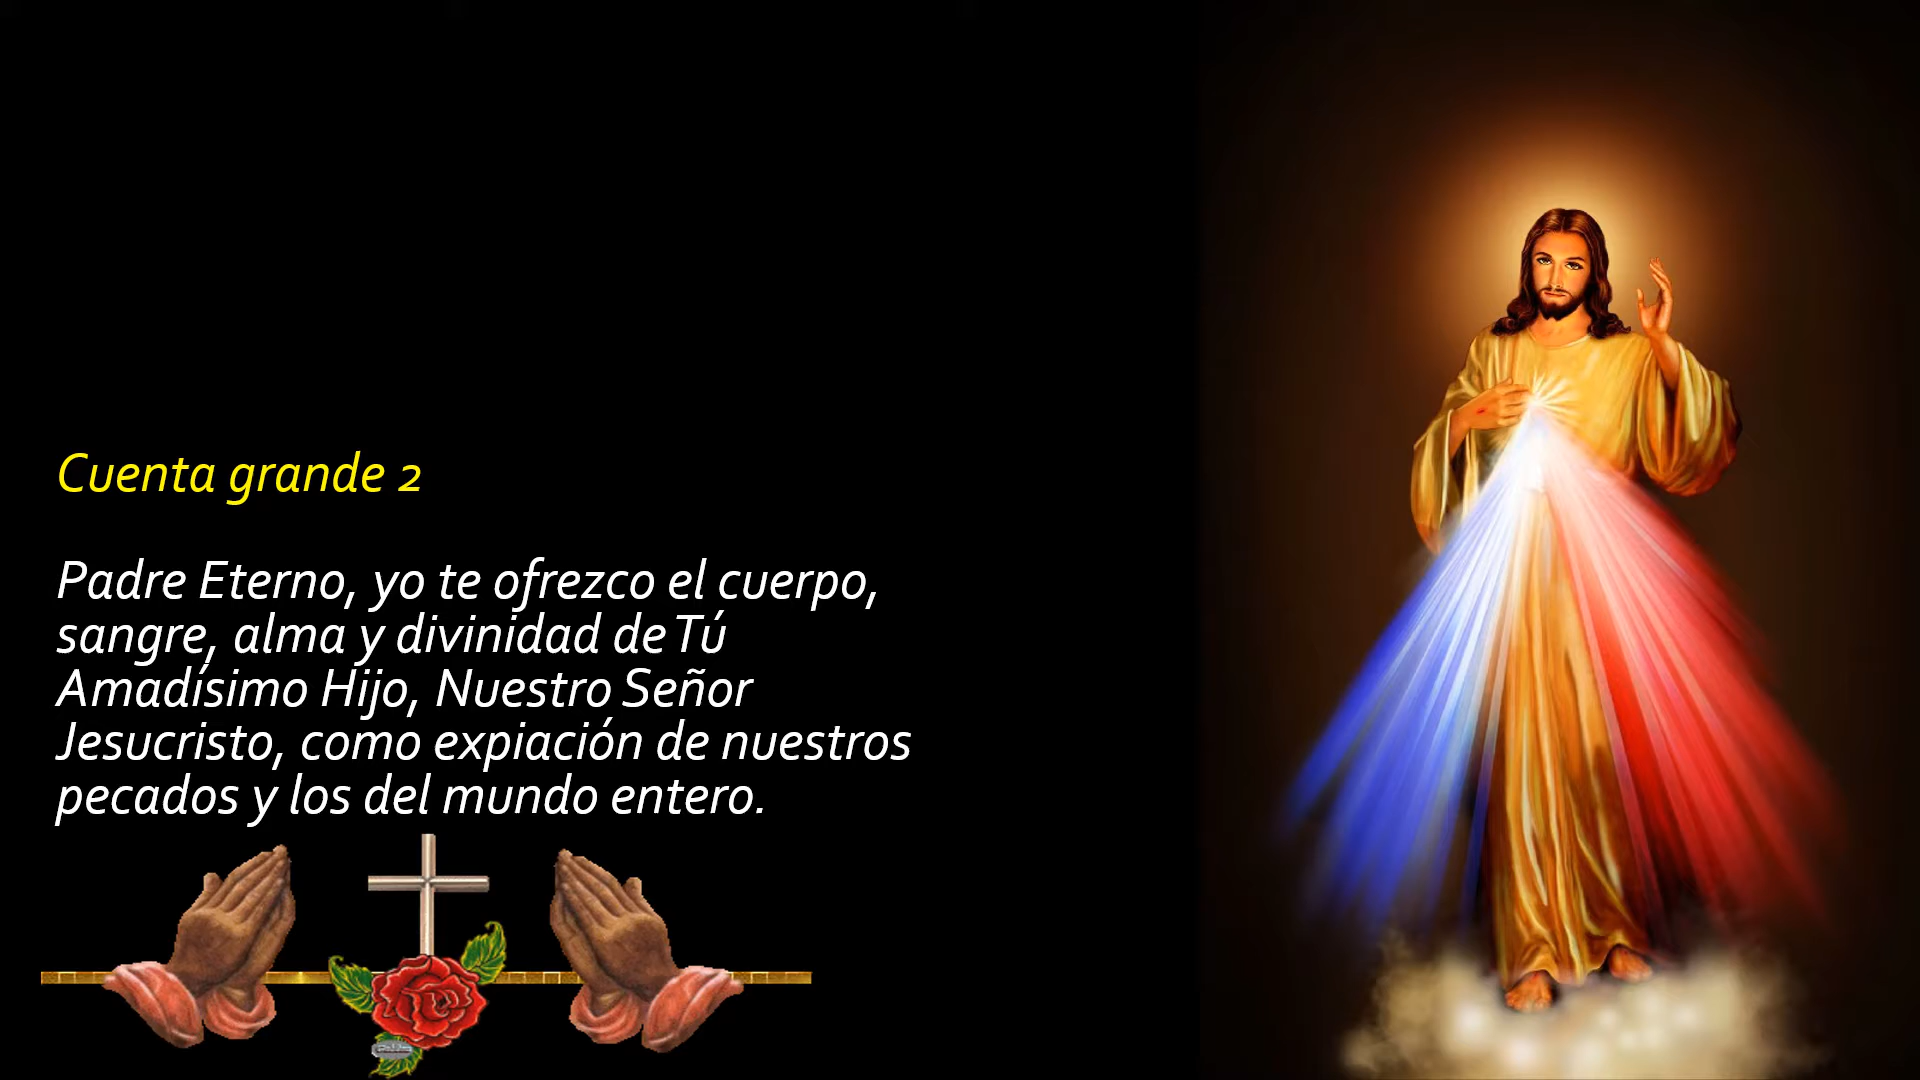 Cuenta grande 2
Padre Eterno, yo te ofrezco el cuerpo,
sangre, alma y divinidad de Tú
Amadísimo Hijo, Nuestro Señor
Jesucristo, como expiación de nuestros
pecados y los del mundo entero.